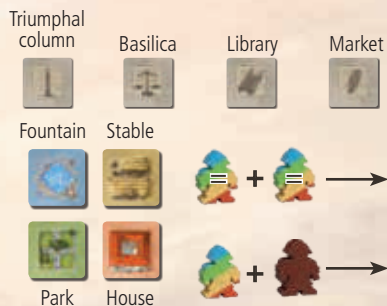 Triumphal
column
Basilica
Library
Market
Fountain
Stable
= + =
+
Park
House